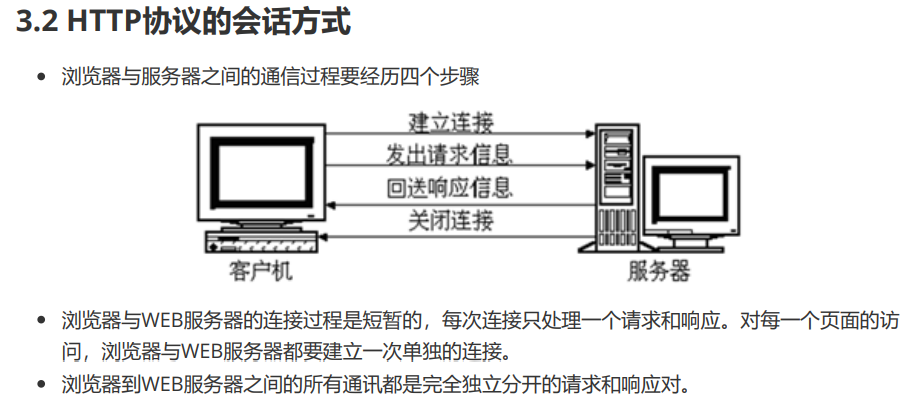 3.2 HTTP协议的会话方式
浏览器与服务器之间的通信过程要经历四个步骤
建立连接
发出请求信息
回送响应信息
关闭连接
客户机
服务器
浏览器与WEB服务器的连接过程是短暂的，每次连接只处理一个请求和响应。对每一个页面的访
问，浏览器与WEB服务器都要建立一次单独的连接。
浏览器到WEB服务器之间的所有通讯都是完全独立分开的请求和响应对。